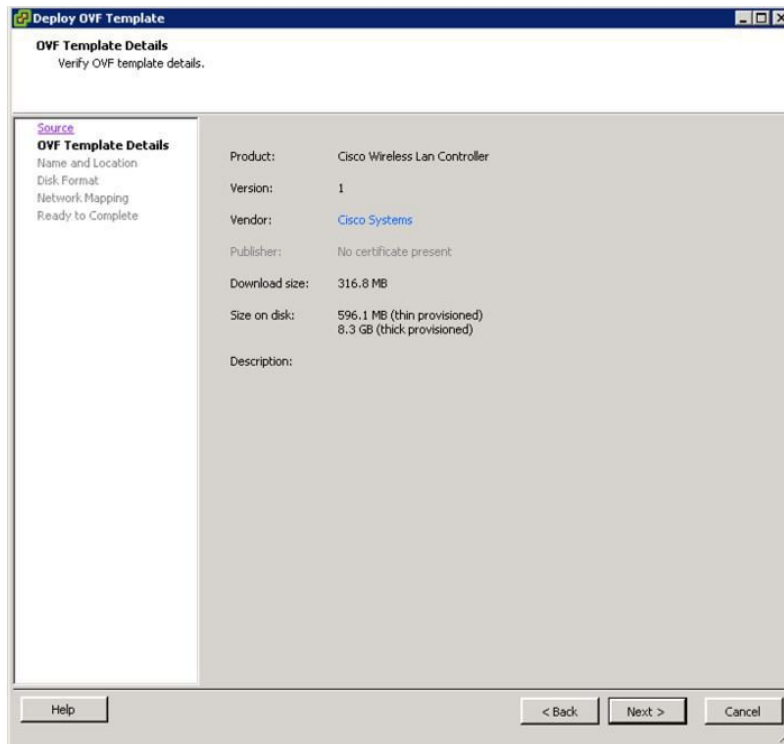 Deploy OVF Template
OVF Template Details
Verify OVF template details.
Source
OVF Template Details
Name and Location
Disk Format
Network Mapping
Ready to Complete
Product: Cisco Wireless Lan Controller
Version: 1
Vendor: Cisco Systems
Publisher: No certificate present
Download size: 316.8 MB
Size on disk: 596.1 MB (thin provisioned)
8.3 GB (thick provisioned)
Description:
Help
< Back
Next >
Cancel